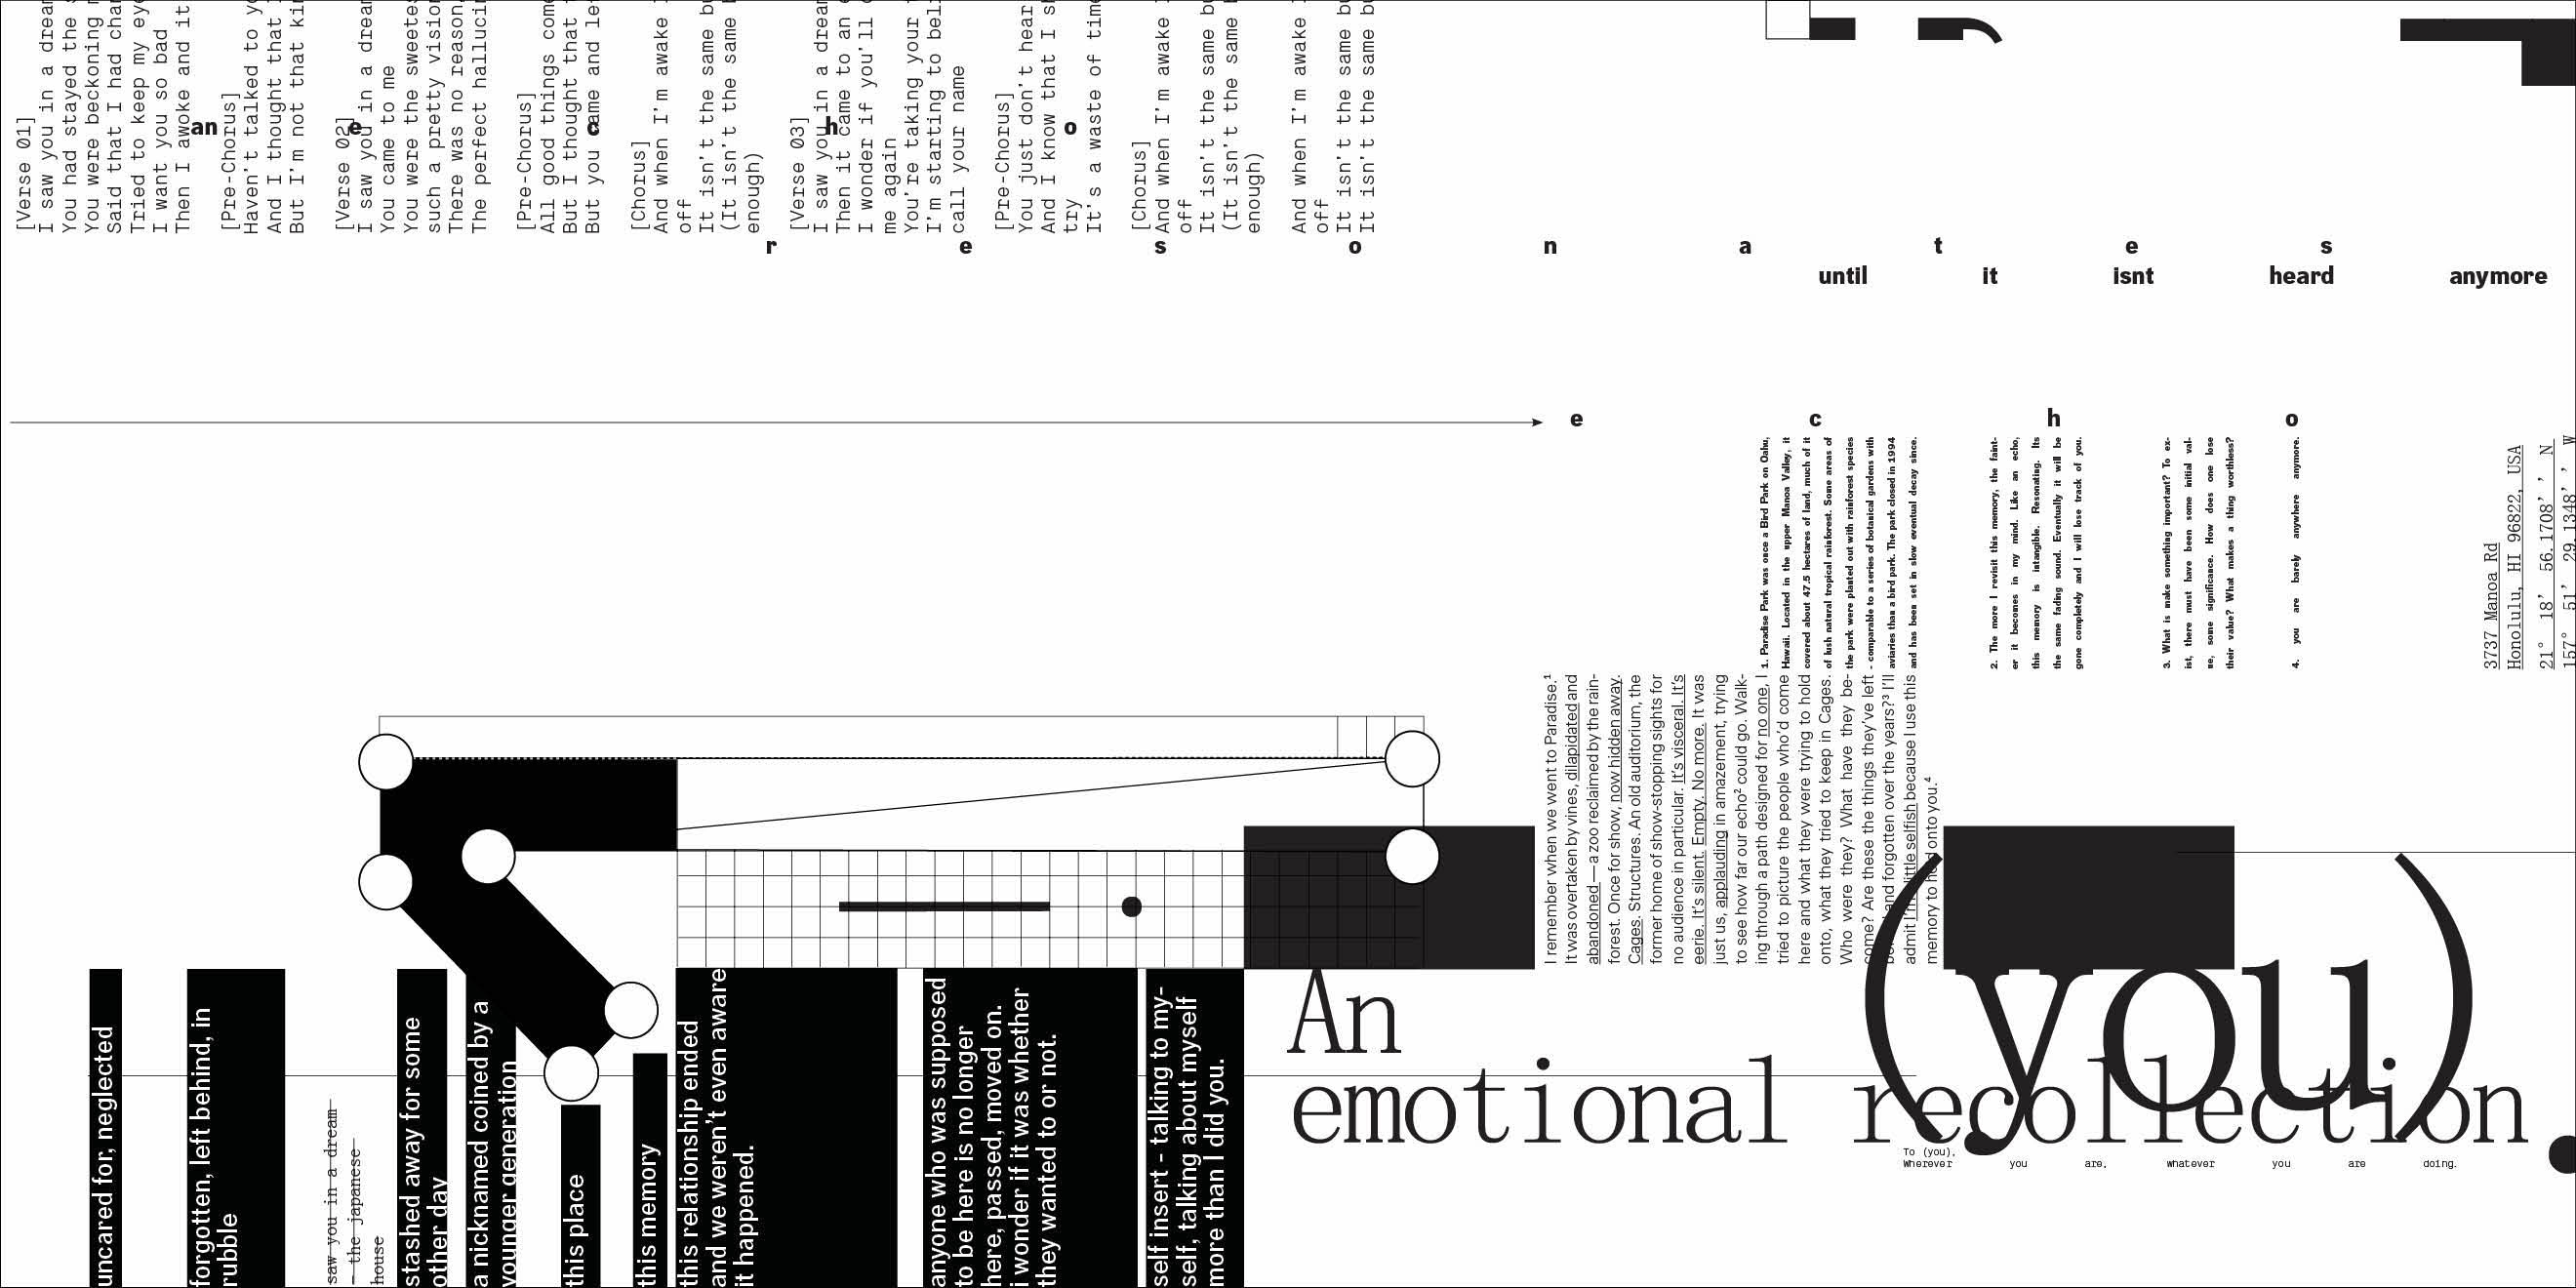 [Verse 01]
I saw you in a dream
You had stayed the
You were beckoning
Said that I had
Tried to keep my
I want you so bad
Then I awoke and it
[Pre-Chorus]
Haven't talked to
And I thought that
But I'm not that
[Verse 02]
I saw you in a dream
You came to me
You were the
such a pretty
There was no reason
The perfect
[Pre-Chorus]
All good things come
But I thought that
But you came and
[Chorus]
And when I'm awake
off
It isn't the same
(It isn't the same
enough)
[Verse 03]
I saw you in a dream
Then it came to an
I wonder if you'll
me again
You're taking your
I'm starting to
call your name
[Pre-Chorus]
You just don't hear
And I know that I
try
It's a waste of time
[Chorus]
And when I'm awake
off
It isn't the same
(It isn't the same
enough)
And when I'm awake
off
It isn't the same
It isn't the same
an e c h o
r e s o n a t e s
until it isnt heard anymore
e c h o
1. Paradise Park was once a Bird Park on Oahu,
Hawaii. Located in the upper Manoa Valley, it
covered about 47.5 hectares of land, much of it
of lush natural tropical rainforest. Some areas of
the park were planted out with rainforest species
- comparable to a series of botanical gardens with
aviaries than a bird park. The park closed in 1994
and has been set in slow eventual decay since.
2. The more I revisit this memory, the faint-
er it becomes in my mind. Like an echo,
this memory is intangible. Resonating. Its
the same fading sound. Eventually it will be
gone completely and I will lose track of you.
3. What is make something important? To ex-
ist, there must have been some initial val-
ue, some significance. How does one lose
their value? What makes a thing worthless?
4. you are barely anywhere anymore.
3737 Manoa Rd
Honolulu, HI 96822, USA
21° 18' 56.1708'' N
157° 51' 29.1348'' W
I remember when we went to Paradise.¹
It was overtaken by vines, dilapidated and
abandoned — a zoo reclaimed by the rain-
forest. Once for show, now hidden away.
Cages. Structures. An old auditorium, the
former home of show-stopping sights for
no audience in particular. It's visceral. It's
eerie. It's silent. Empty. No more. It was
just us, applauding in amazement, trying
to see how far our echo² could go. Walk-
ing through a path designed for no one, I
tried to picture the people who'd come
here and what they were trying to hold
onto, what they tried to keep in Cages.
Who were they? What have they be-
come? Are these the things they've left
and forgotten over the years?³ I'll
admit I'm a little selfish because I use this
memory to hold onto you.⁴
uncared for, neglected
forgotten, left behind, in
rubble
saw you in a dream
- the japanese
house
stashed away for some
other day
a nicknamed coined by a
younger generation
this place
this memory
this relationship ended
and we weren't even aware
it happened.
anyone who was supposed
to be here is no longer
here, passed, moved on.
i wonder if it was whether
they wanted to or not.
self insert - talking to my-
self, talking about myself
more than I did you.
An
emotional recollection.
(you)
To (you),
Wherever you are, whatever you are doing.